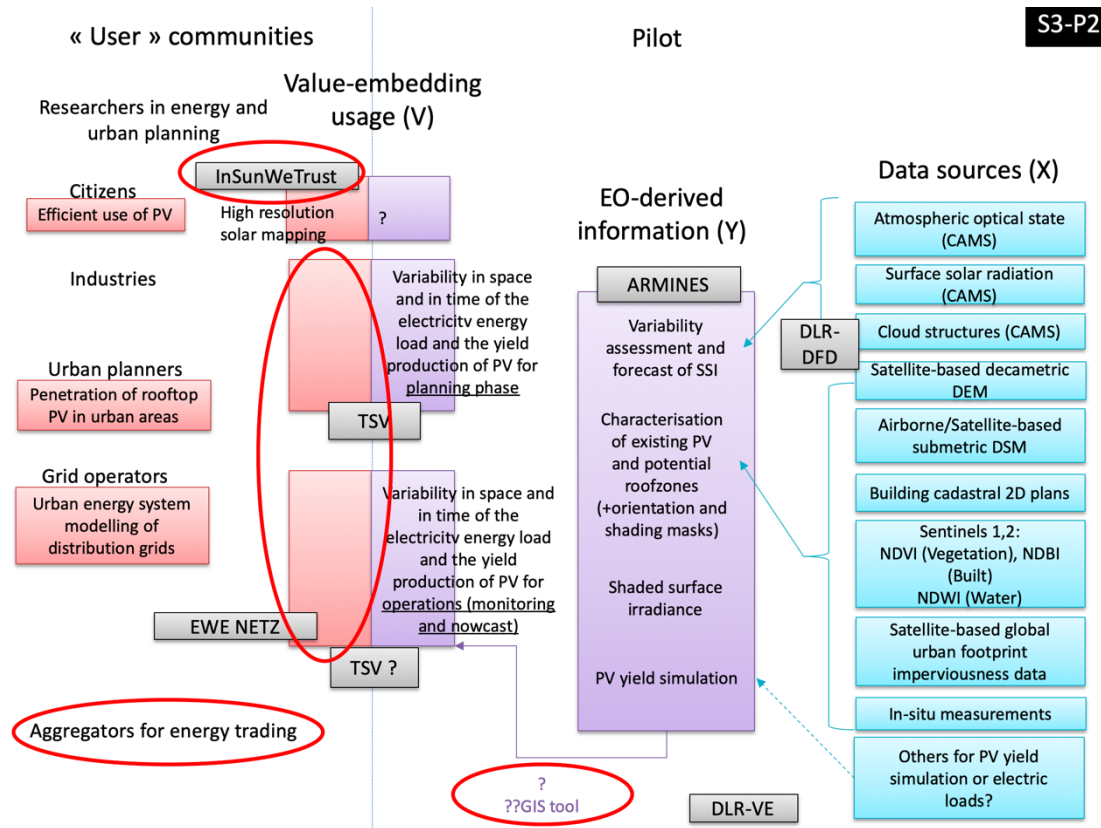 S3-P2
« User » communities
Pilot
Value-embedding
usage (V)
Researchers in energy and
urban planning
InSunWeTrust
Citizens
Efficient use of PV
High resolution
solar mapping
?
Industries
Variability in space
and in time of the
electricitv energy
load and the yield
production of PV for
planning phase
Urban planners
Penetration of rooftop
PV in urban areas
TSV
Grid operators
Urban energy system
modelling of
distribution grids
Variability in space and
in time of the
electricitv energy load
and the yield
production of PV for
operations (monitoring
and nowcast)
EWE NETZ
TSV ?
Aggregators for energy trading
?
??GIS tool
EO-derived
information (Y)
ARMINES
Variability
assessment and
forecast of SSI
Characterisation
of existing PV
and potential
roofzones
(+orientation and
shading masks)
Shaded surface
irradiance
PV yield simulation
DLR-VE
Data sources (X)
Atmospheric optical state
(CAMS)
Surface solar radiation
(CAMS)
DLR-
DFD
Cloud structures (CAMS)
Satellite-based decametric
DEM
Airborne/Satellite-based
submetric DSM
Building cadastral 2D plans
Sentinels 1,2:
NDVI (Vegetation), NDBI
(Built)
NDWI (Water)
Satellite-based global
urban footprint
imperviousness data
In-situ measurements
Others for PV yield
simulation or electric
loads?